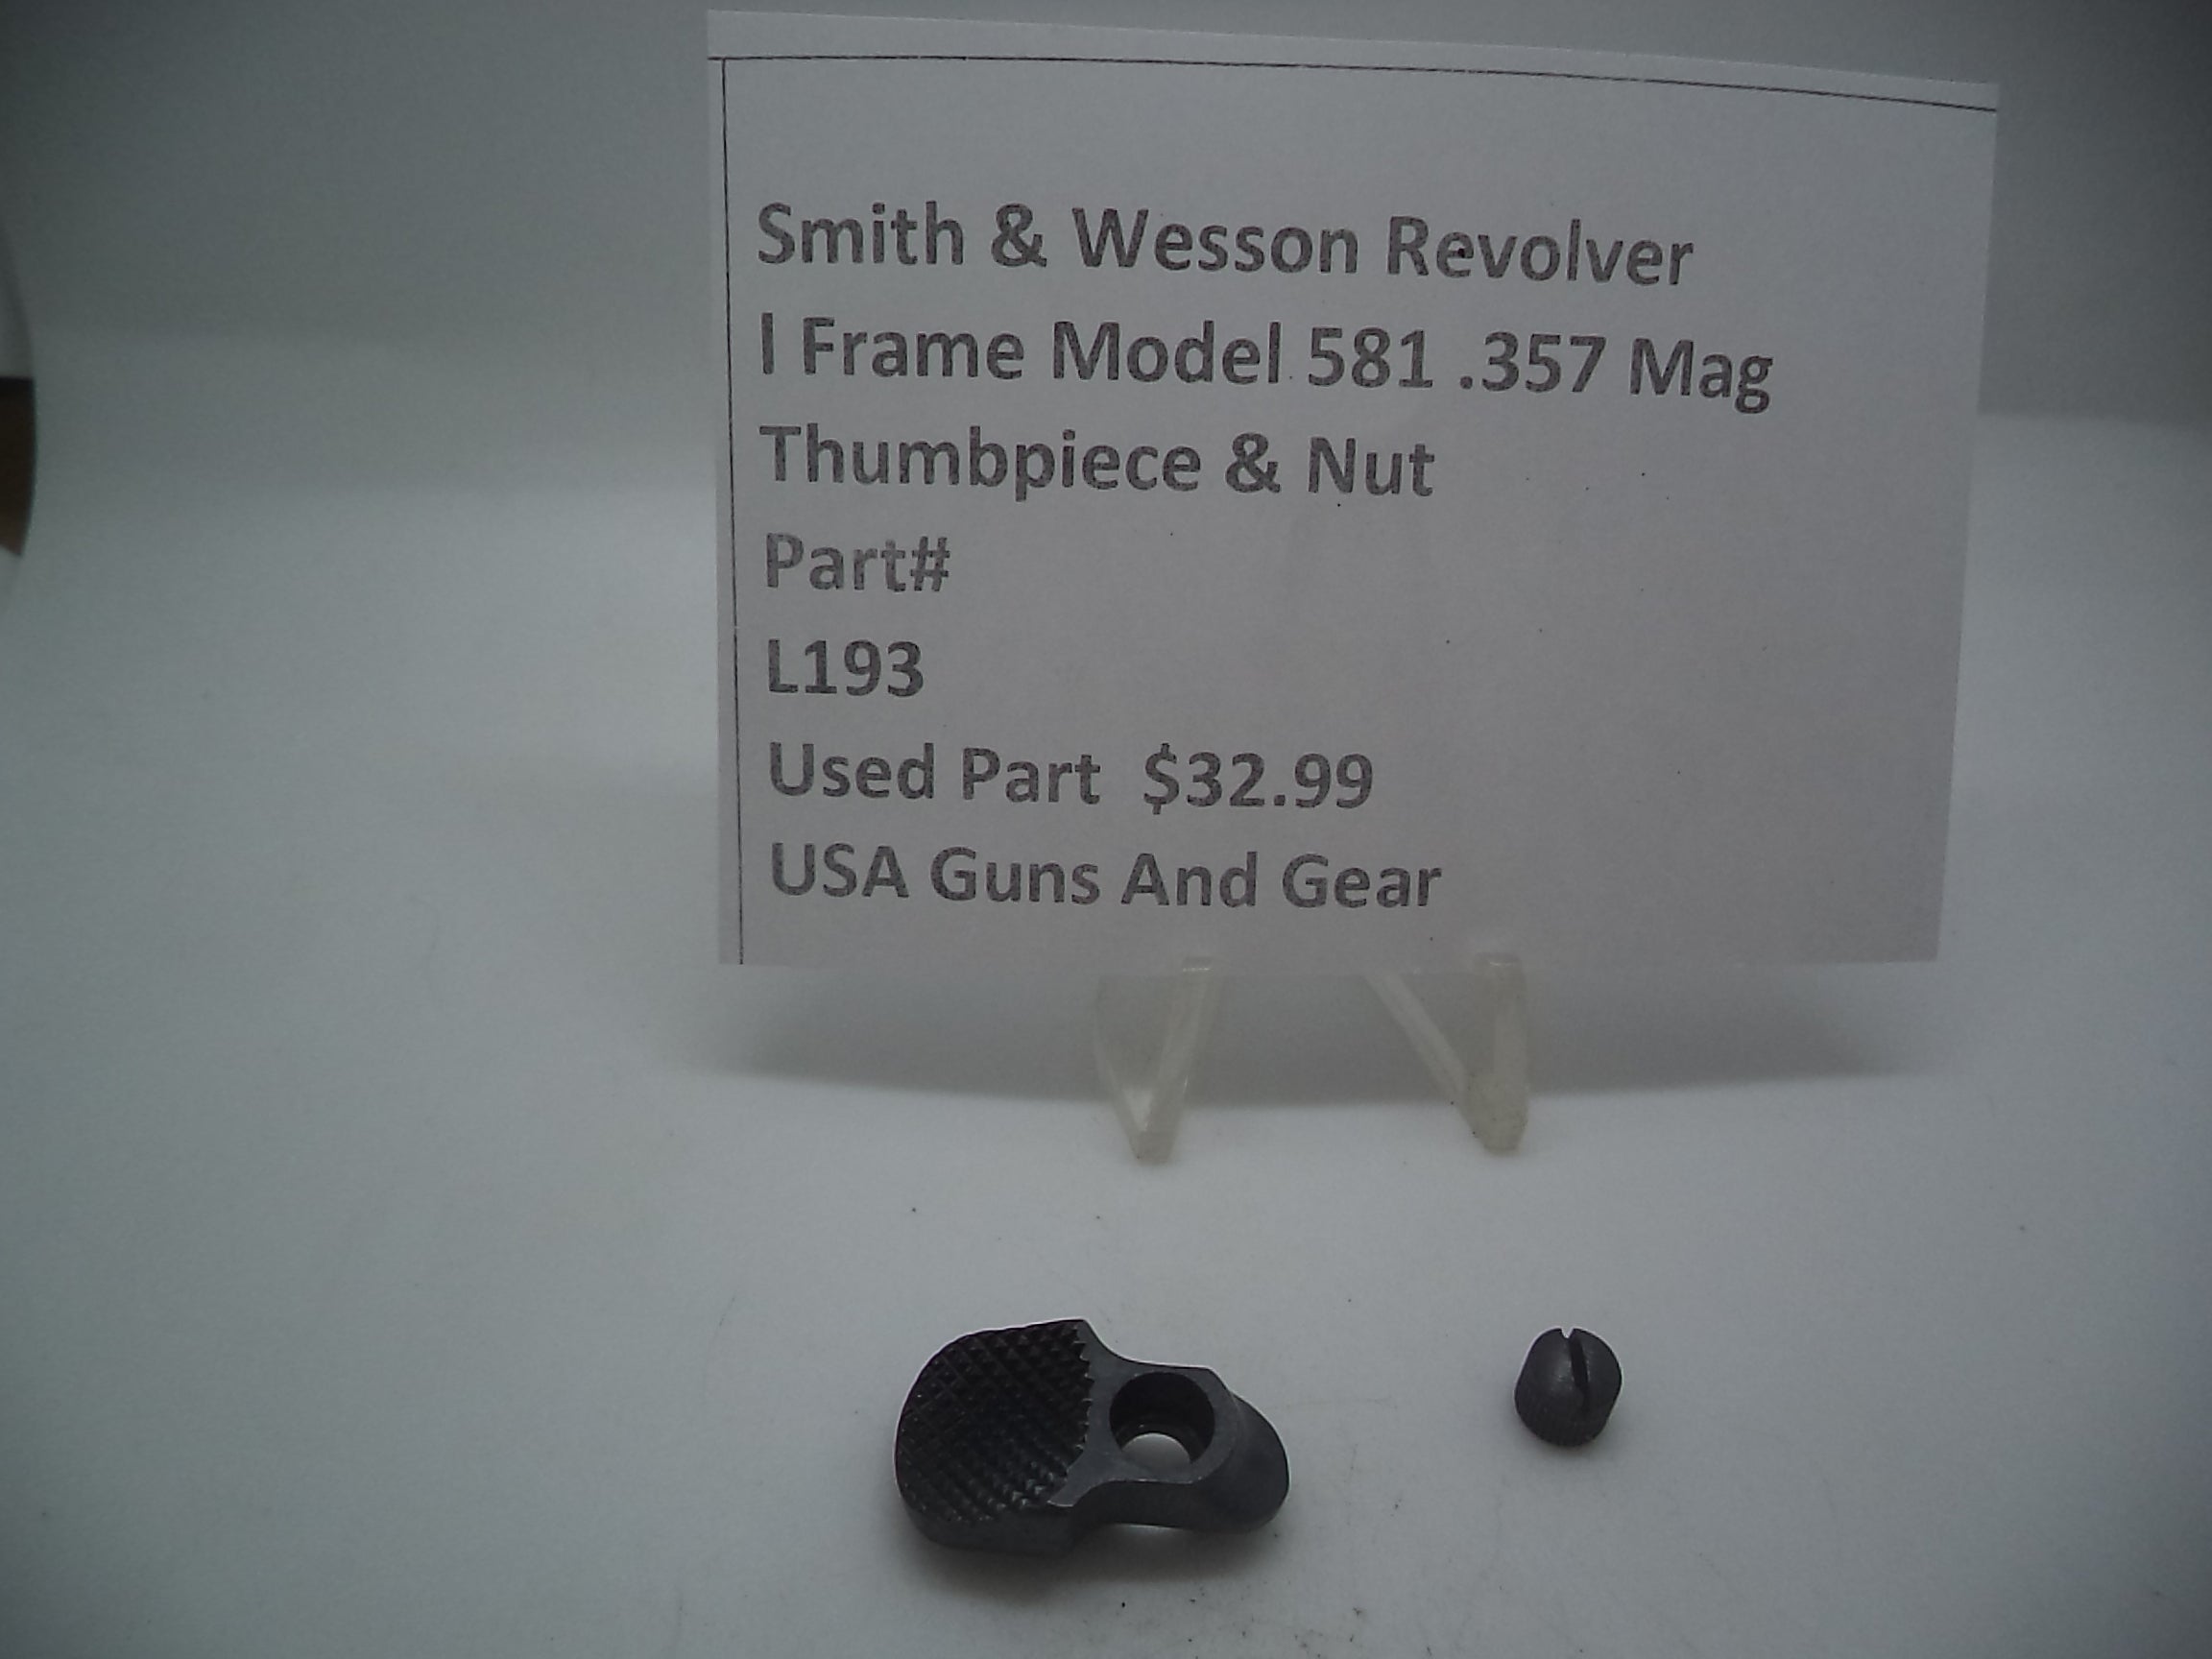 Smith & Wesson Revolver
l Frame Model 581 .357 Mag
Thumbpiece & Nut
Part#
L193
Used Part  $32.99
USA Guns And Gear